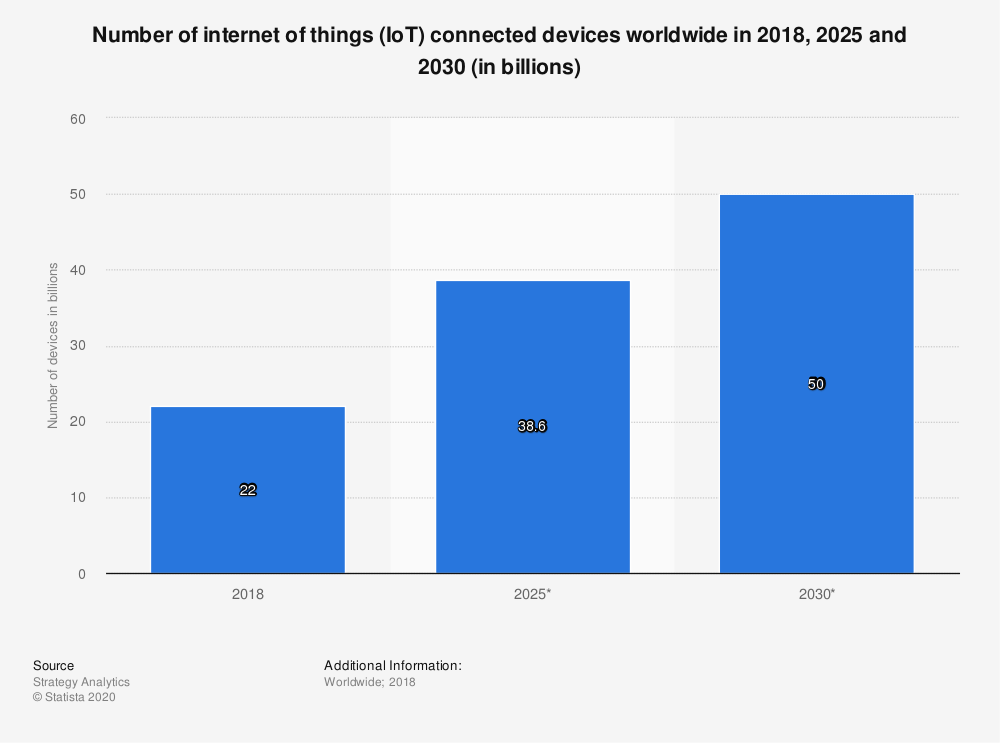 Number of internet of things (IoT) connected devices worldwide in 2018, 2025 and
2030 (in billions)
Number of devices in billions
60
50
40
30
20
10
0
22
38.6
50
2018
2025*
2030*
Source
Strategy Analytics
© Statista 2020
Additional Information:
Worldwide; 2018